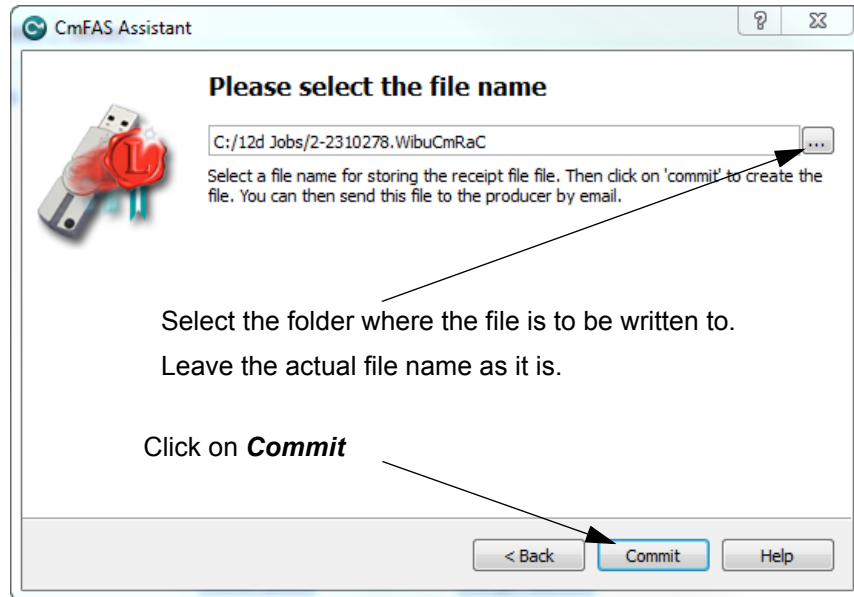 CmFAS Assistant
Please select the file name
C:/12d Jobs/2-2310278.WibuCmRaC
...
Select a file name for storing the receipt file file. Then click on 'commit' to create the
file. You can then send this file to the producer by email.
L
Select the folder where the file is to be written to.
Leave the actual file name as it is.
Click on Commit
< Back Commit Help